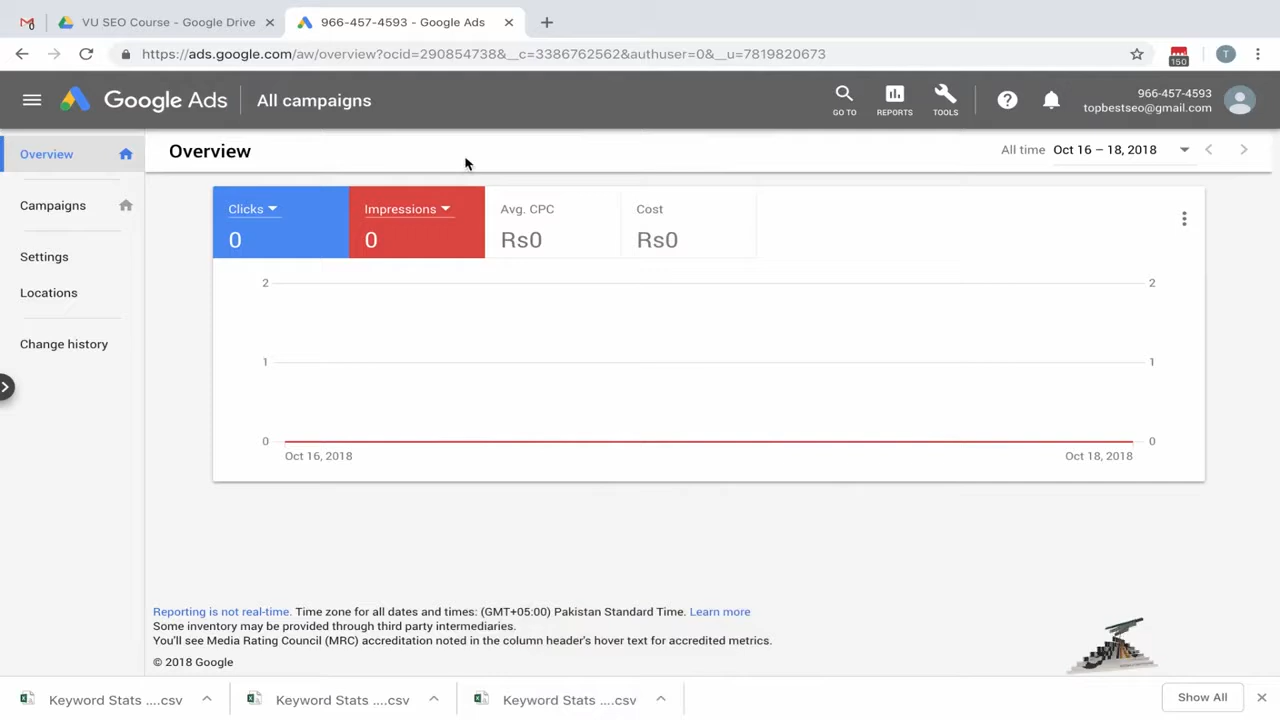 VU SEO Course - Google Drive
966-457-4593 - Google Ads
https://ads.google.com/aw/overview?ocid=290854738&__c=3386762562&authuser=0&__u=7819820673
150
T
Google Ads
All campaigns
GO TO
REPORTS
TOOLS
966-457-4593
topbestseo@gmail.com
Overview
Campaigns
Settings
Locations
Change history
Overview
All time
Oct 16 – 18, 2018
Clicks
0
Impressions
0
Avg. CPC
Rs0
Cost
Rs0
2
2
1
1
0
0
Oct 16, 2018
Oct 18, 2018
Reporting is not real-time. Time zone for all dates and times: (GMT+05:00) Pakistan Standard Time. Learn more
Some inventory may be provided through third party intermediaries.
You'll see Media Rating Council (MRC) accreditation noted in the column header's hover text for accredited metrics.
© 2018 Google
Keyword Stats ....csv
Keyword Stats ....csv
Keyword Stats ....csv
Show All